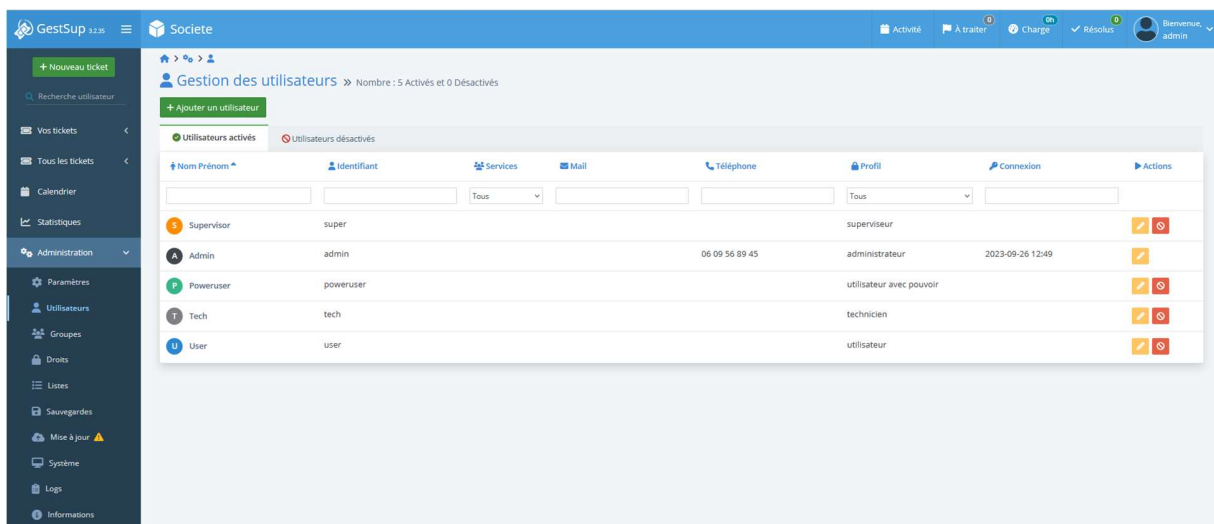 GestSup 3.2.35
Societe
Activité
0
À traiter
0h
Charge
0
Résolus
Bienvenue,
admin
+ Nouveau ticket
Recherche utilisateur
Vos tickets
Tous les tickets
Calendrier
Statistiques
Administration
Paramètres
Utilisateurs
Groupes
Droits
Listes
Sauvegardes
Mise à jour
Système
Logs
Informations
Gestion des utilisateurs » Nombre : 5 Activés et 0 Désactivés
+ Ajouter un utilisateur
Utilisateurs activés Utilisateurs désactivés
Nom Prénom Identifiant Services Mail Téléphone Profil Connexion Actions
Tous Tous
S Supervisor super superviseur
A Admin admin 06 09 56 89 45 administrateur 2023-09-26 12:49
P Poweruser poweruser utilisateur avec pouvoir
T Tech tech technicien
U User user utilisateur